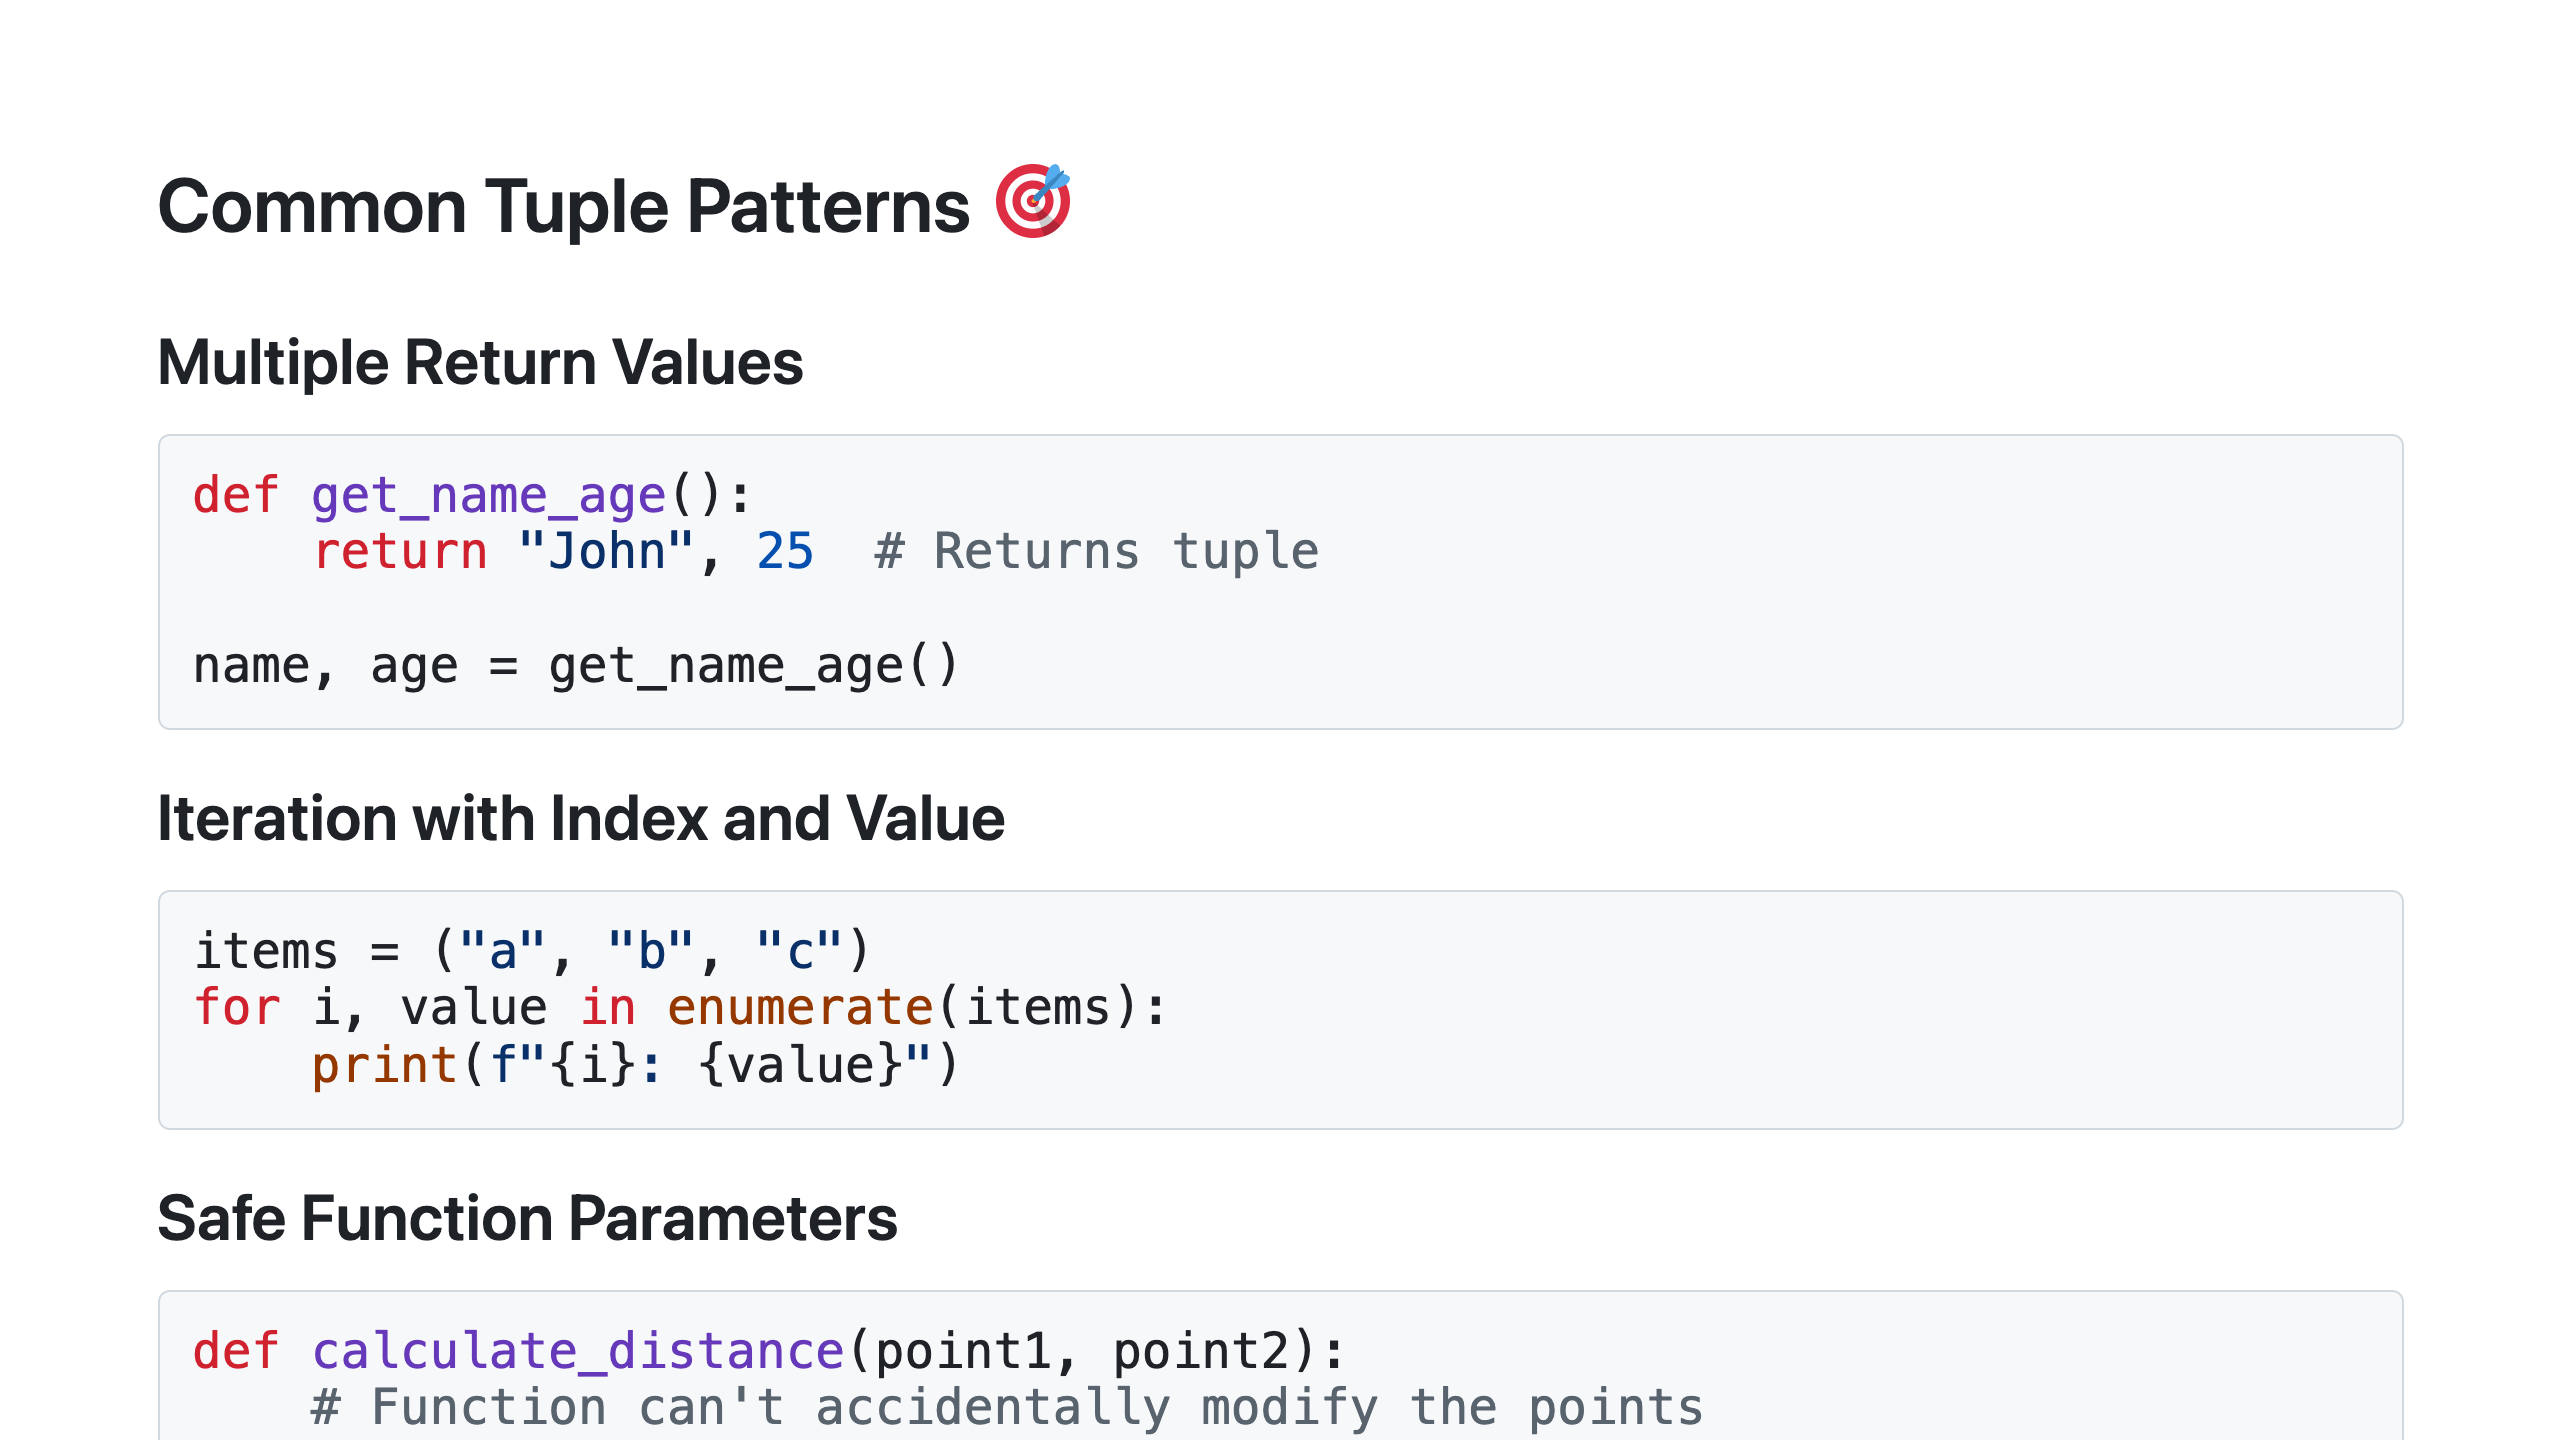 Common Tuple Patterns 🎯
Multiple Return Values
def get_name_age():
    return "John", 25  # Returns tuple
name, age = get_name_age()
Iteration with Index and Value
items = ("a", "b", "c")
for i, value in enumerate(items):
    print(f"{i}: {value}")
Safe Function Parameters
def calculate_distance(point1, point2):
    # Function can't accidentally modify the points